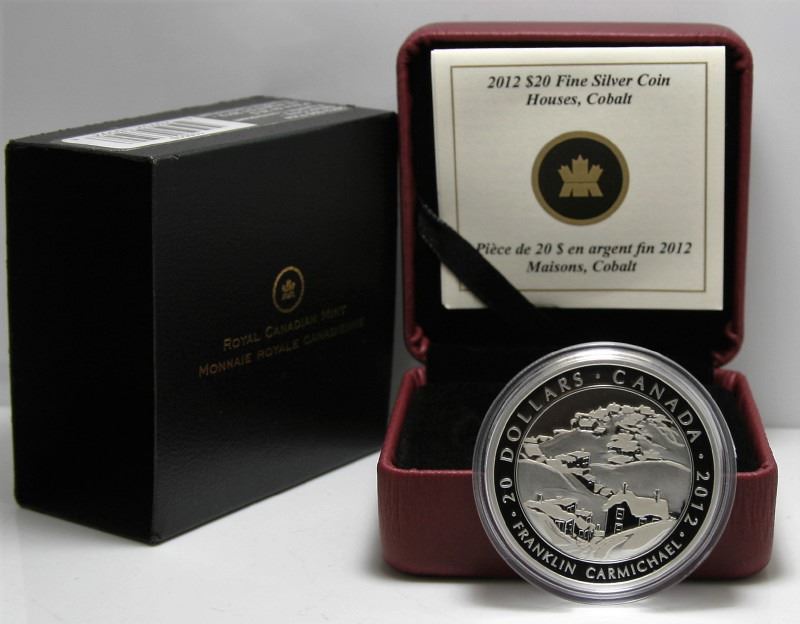 2012 $20 Fine Silver Coin
Houses, Cobalt
Pièce de 20 $ en argent fin 2012
Maisons, Cobalt
ROYAL CANADIAN MINT
MONNAIE ROYALE CANADIENNE
20 DOLLARS · CANADA · 2012
· FRANKLIN CARMICHAEL ·